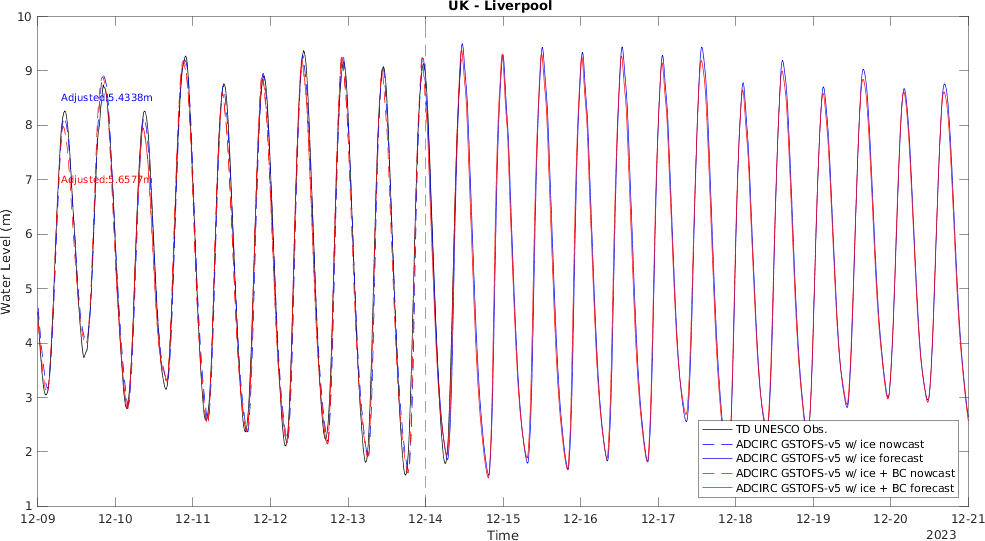 UK - Liverpool
10
9
8
7
6
5
4
3
2
1
Water Level (m)
Adjusted:5.4338m
Adjusted:5.6577m
TD UNESCO Obs.
ADCIRC GSTOFS-v5 w/ ice nowcast
ADCIRC GSTOFS-v5 w/ ice forecast
ADCIRC GSTOFS-v5 w/ ice + BC nowcast
ADCIRC GSTOFS-v5 w/ ice + BC forecast
12-09 12-10 12-11 12-12 12-13 12-14 12-15 12-16 12-17 12-18 12-19 12-20 12-21
Time
2023